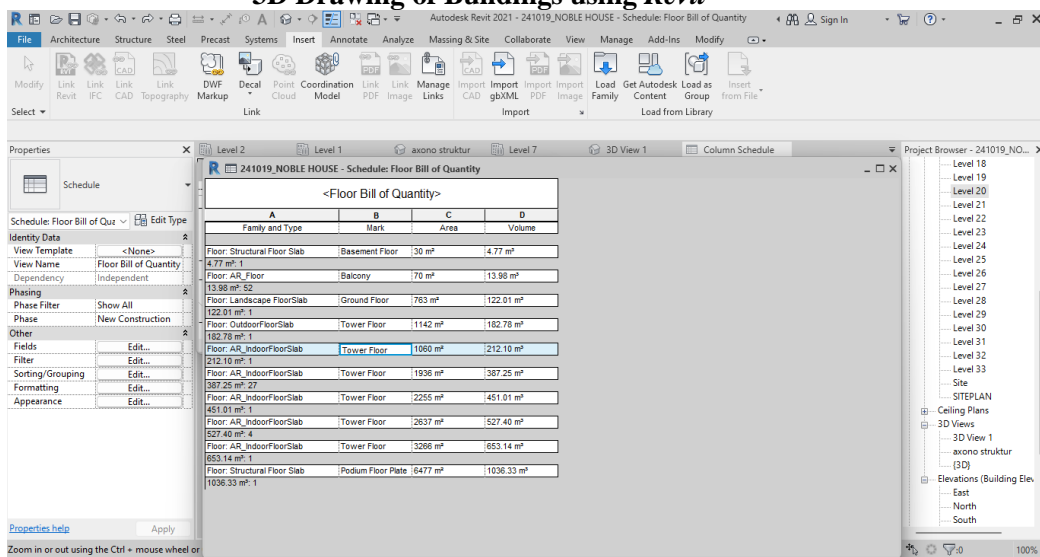 3D Drawing of Buildings using Revit
Autodesk Revit 2021 - 241019_NOBLE HOUSE - Schedule: Floor Bill of Quantity
Sign In
File Architecture Structure Steel Precast Systems Insert Annotate Analyze Massing & Site Collaborate View Manage Add-Ins Modify
Modify
Link Revit
Link IFC
Link CAD
Link Topography
DWF Markup
Decal
Point Cloud
Coordination Model
Link PDF
Link Image
Manage Links
Import CAD
Import gbXML
Import PDF
Import Image
Load Family
Get Autodesk Content
Load as Group
Insert from File
Select
Link
Import
Load from Library
Properties
Level 2
Level 1
axono struktur
Level 7
3D View 1
Column Schedule
Project Browser - 241019_NO...
Schedule
Schedule: Floor Bill of Qua
Edit Type
Identity Data
View Template <None>
View Name Floor Bill of Quantity
Dependency Independent
Phasing
Phase Filter Show All
Phase New Construction
Other
Fields Edit...
Filter Edit...
Sorting/Grouping Edit...
Formatting Edit...
Appearance Edit...
Properties help
Apply
241019_NOBLE HOUSE - Schedule: Floor Bill of Quantity
<Floor Bill of Quantity>
A B C D
Family and Type Mark Area Volume
Floor: Structural Floor Slab Basement Floor 30 m² 4.77 m³
4.77 m³: 1
Floor: AR_Floor Balcony 70 m² 13.98 m³
13.98 m³: 52
Floor: Landscape FloorSlab Ground Floor 763 m² 122.01 m³
122.01 m³: 1
Floor: OutdoorFloorSlab Tower Floor 1142 m² 182.78 m³
182.78 m³: 1
Floor: AR_IndoorFloorSlab Tower Floor 1060 m² 212.10 m³
212.10 m³: 1
Floor: AR_IndoorFloorSlab Tower Floor 1936 m² 387.25 m³
387.25 m³: 27
Floor: AR_IndoorFloorSlab Tower Floor 2255 m² 451.01 m³
451.01 m³: 1
Floor: AR_IndoorFloorSlab Tower Floor 2637 m² 527.40 m³
527.40 m³: 4
Floor: AR_IndoorFloorSlab Tower Floor 3266 m² 653.14 m³
653.14 m³: 1
Floor: Structural Floor Slab Podium Floor Plate 6477 m² 1036.33 m³
1036.33 m³: 1
Level 18
Level 19
Level 20
Level 21
Level 22
Level 23
Level 24
Level 25
Level 26
Level 27
Level 28
Level 29
Level 30
Level 31
Level 32
Level 33
Site
SITEPLAN
Ceiling Plans
3D Views
3D View 1
axono struktur
{3D}
Elevations (Building Elev
East
North
South
Zoom in or out using the Ctrl + mouse wheel or
:0
100%